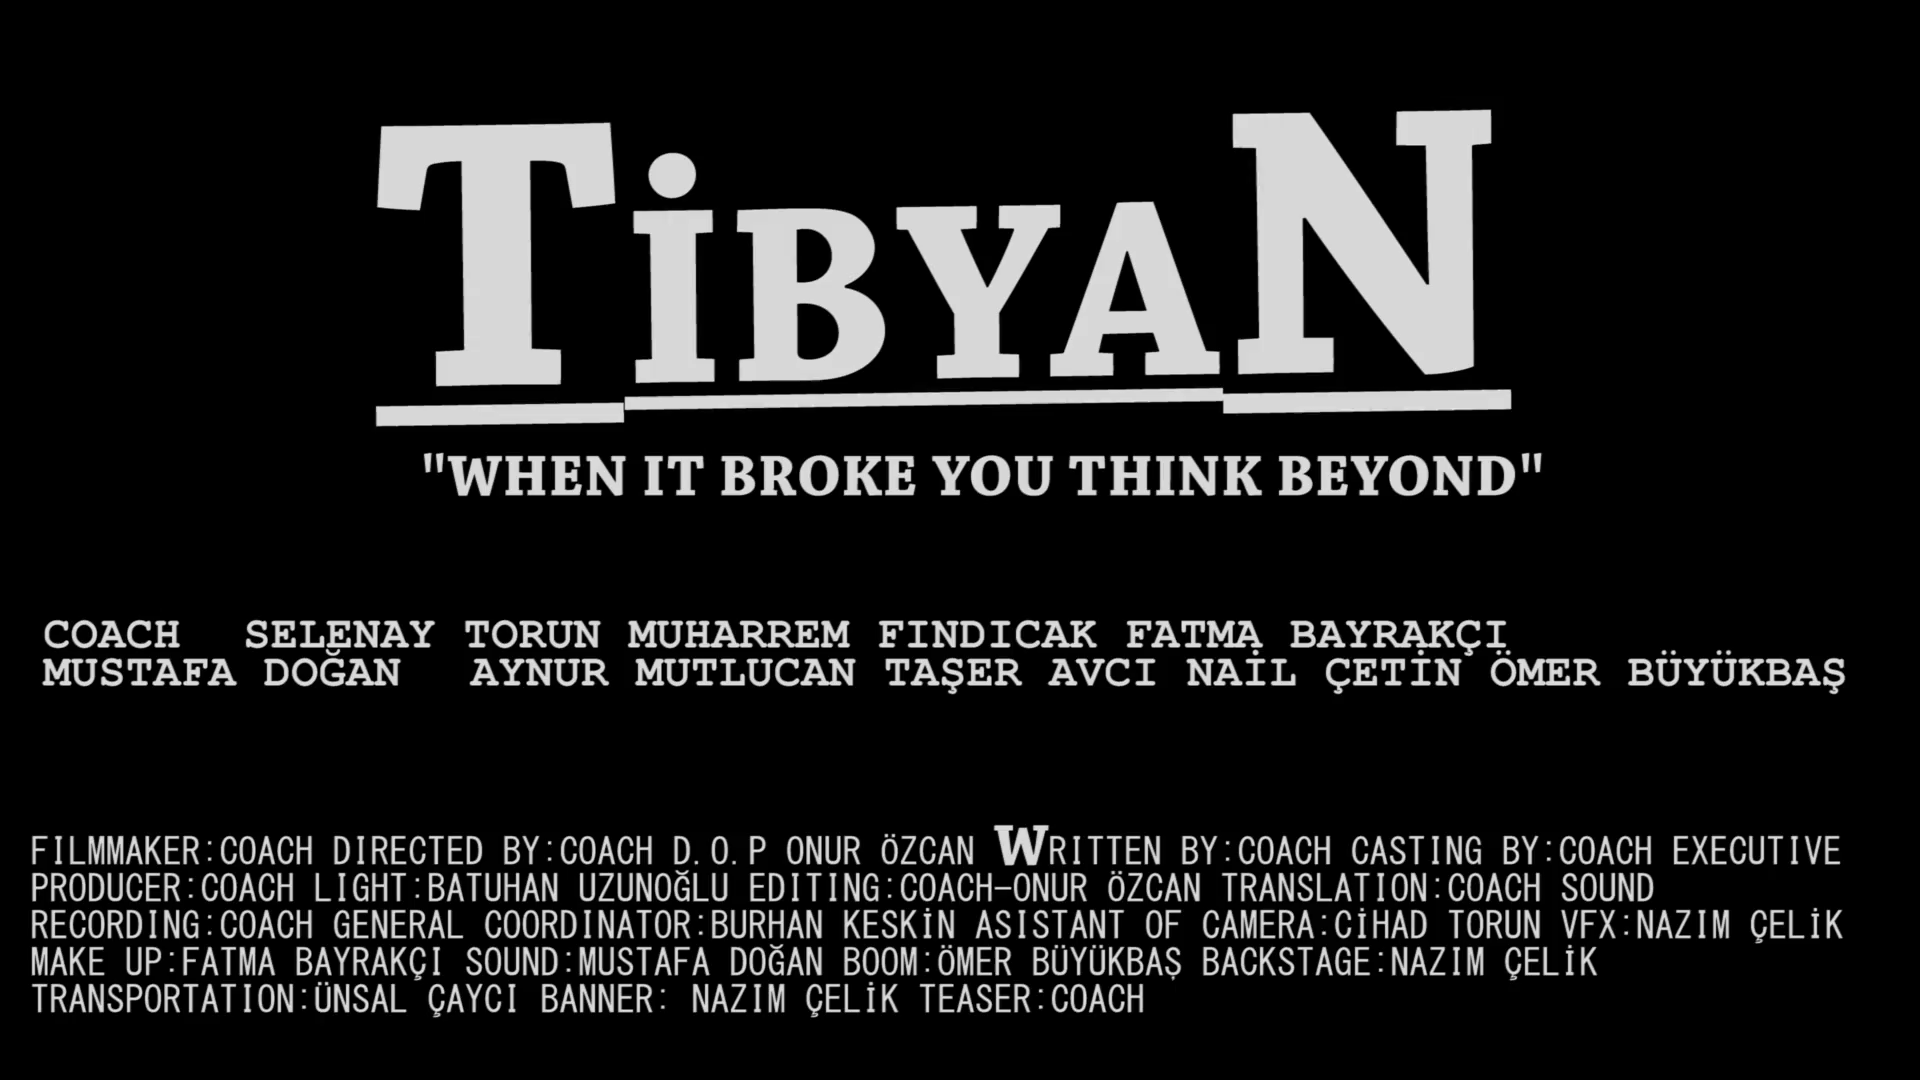 TİBYAN
"WHEN IT BROKE YOU THINK BEYOND"
COACH SELENAY TORUN MUHARREM FINDICAK FATMA BAYRAKÇI
MUSTAFA DOĞAN AYNUR MUTLUCAN TAŞER AVCI NAİL ÇETİN ÖMER BÜYÜKBAŞ
FILMMAKER:COACH DIRECTED BY:COACH D.O.P ONUR ÖZCAN WRITTEN BY:COACH CASTING BY:COACH EXECUTIVE
PRODUCER:COACH LIGHT:BATUHAN UZUNOĞLU EDITING:COACH-ONUR ÖZCAN TRANSLATION:COACH SOUND
RECORDING:COACH GENERAL COORDINATOR:BURHAN KESKİN ASISTANT OF CAMERA:CİHAD TORUN VFX:NAZIM ÇELİK
MAKE UP:FATMA BAYRAKÇI SOUND:MUSTAFA DOĞAN BOOM:ÖMER BÜYÜKBAŞ BACKSTAGE:NAZIM ÇELİK
TRANSPORTATION:ÜNSAL ÇAYCI BANNER: NAZIM ÇELİK TEASER:COACH